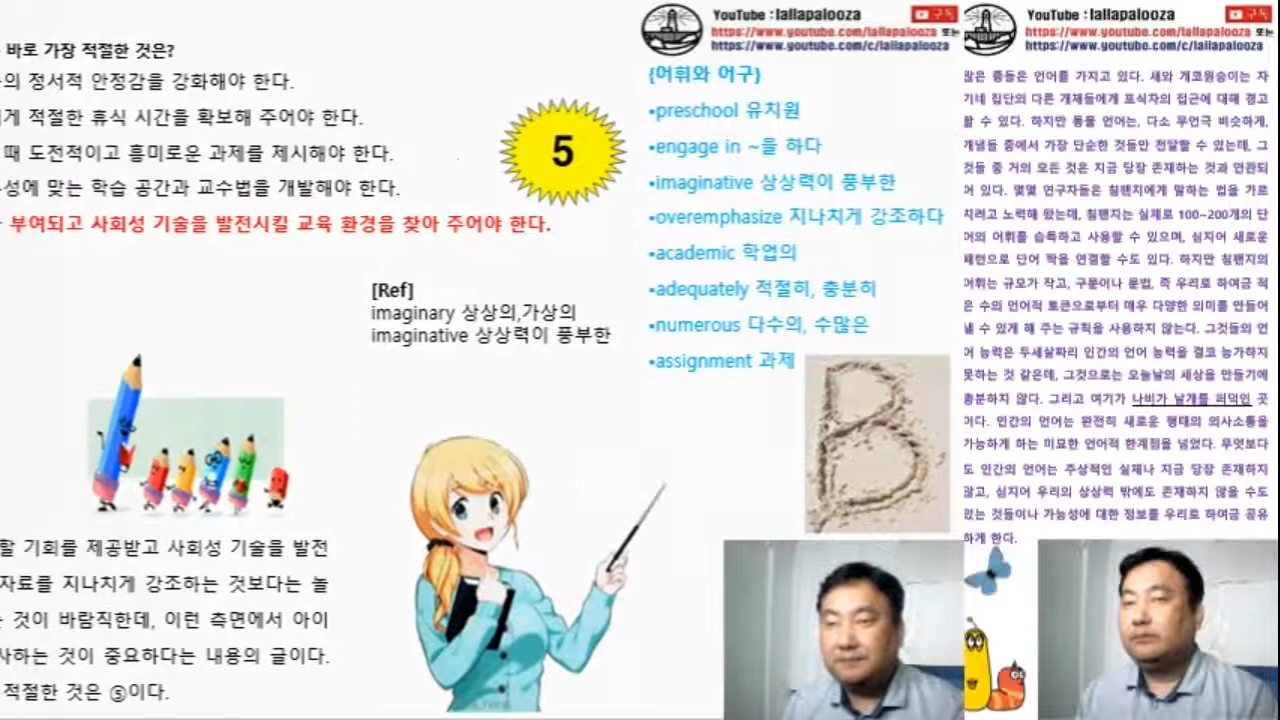 바로 가장 적절한 것은?
의 정서적 안정감을 강화해야 한다.
게 적절한 휴식 시간을 확보해 주어야 한다.
때 도전적이고 흥미로운 과제를 제시해야 한다.
성에 맞는 학습 공간과 교수법을 개발해야 한다.
부여되고 사회성 기술을 발전시킬 교육 환경을 찾아 주어야 한다.
5
[Ref]
imaginary 상상의,가상의
imaginative 상상력이 풍부한
할 기회를 제공받고 사회성 기술을 발전
자료를 지나치게 강조하는 것보다는 놀
것이 바람직한데, 이런 측면에서 아이
사하는 것이 중요하다는 내용의 글이다.
적절한 것은 ⑤이다.
YouTube : lallapalooza 구독
https://www.youtube.com/lallapalooza 또는
https://www.youtube.com/c/lallapalooza
{어휘와 어구}
•preschool 유치원
•engage in ~을 하다
•imaginative 상상력이 풍부한
•overemphasize 지나치게 강조하다
•academic 학업의
•adequately 적절히, 충분히
•numerous 다수의, 수많은
•assignment 과제
B
YouTube : lallapalooza 구독
https://www.youtube.com/lallapalooza 또는
https://www.youtube.com/c/lallapalooza
많은 종들은 언어를 가지고 있다. 새와 개코원숭이는 자
기네 집단의 다른 개체들에게 포식자의 접근에 대해 경고
할 수 있다. 하지만 동물 언어는, 다소 무언극 비슷하게,
개념들 중에서 가장 단순한 것들만 전달할 수 있는데, 그
것들 중 거의 모든 것은 지금 당장 존재하는 것과 연관되
어 있다. 몇몇 연구자들은 침팬지에게 말하는 법을 가르
치려고 노력해 왔는데, 침팬지는 실제로 100~200개의 단
어의 어휘를 습득하고 사용할 수 있으며, 심지어 새로운
패턴으로 단어 짝을 연결할 수도 있다. 하지만 침팬지의
어휘는 규모가 작고, 구문이나 문법, 즉 우리로 하여금 적
은 수의 언어적 토큰으로부터 매우 다양한 의미를 만들어
낼 수 있게 해 주는 규칙을 사용하지 않는다. 그것들의 언
어 능력은 두세살짜리 인간의 언어 능력을 결코 능가하지
못하는 것 같은데, 그것으로는 오늘날의 세상을 만들기에
충분하지 않다. 그리고 여기가 나비가 날개를 퍼덕인 곳
이다. 인간의 언어는 완전히 새로운 형태의 의사소통을
가능하게 하는 미묘한 언어적 한계점을 넘었다. 무엇보다
도 인간의 언어는 추상적인 실체나 지금 당장 존재하지
않고, 심지어 우리의 상상력 밖에도 존재하지 않을 수도
있는 것들이나 가능성에 대한 정보를 우리로 하여금 공유
하게 한다.